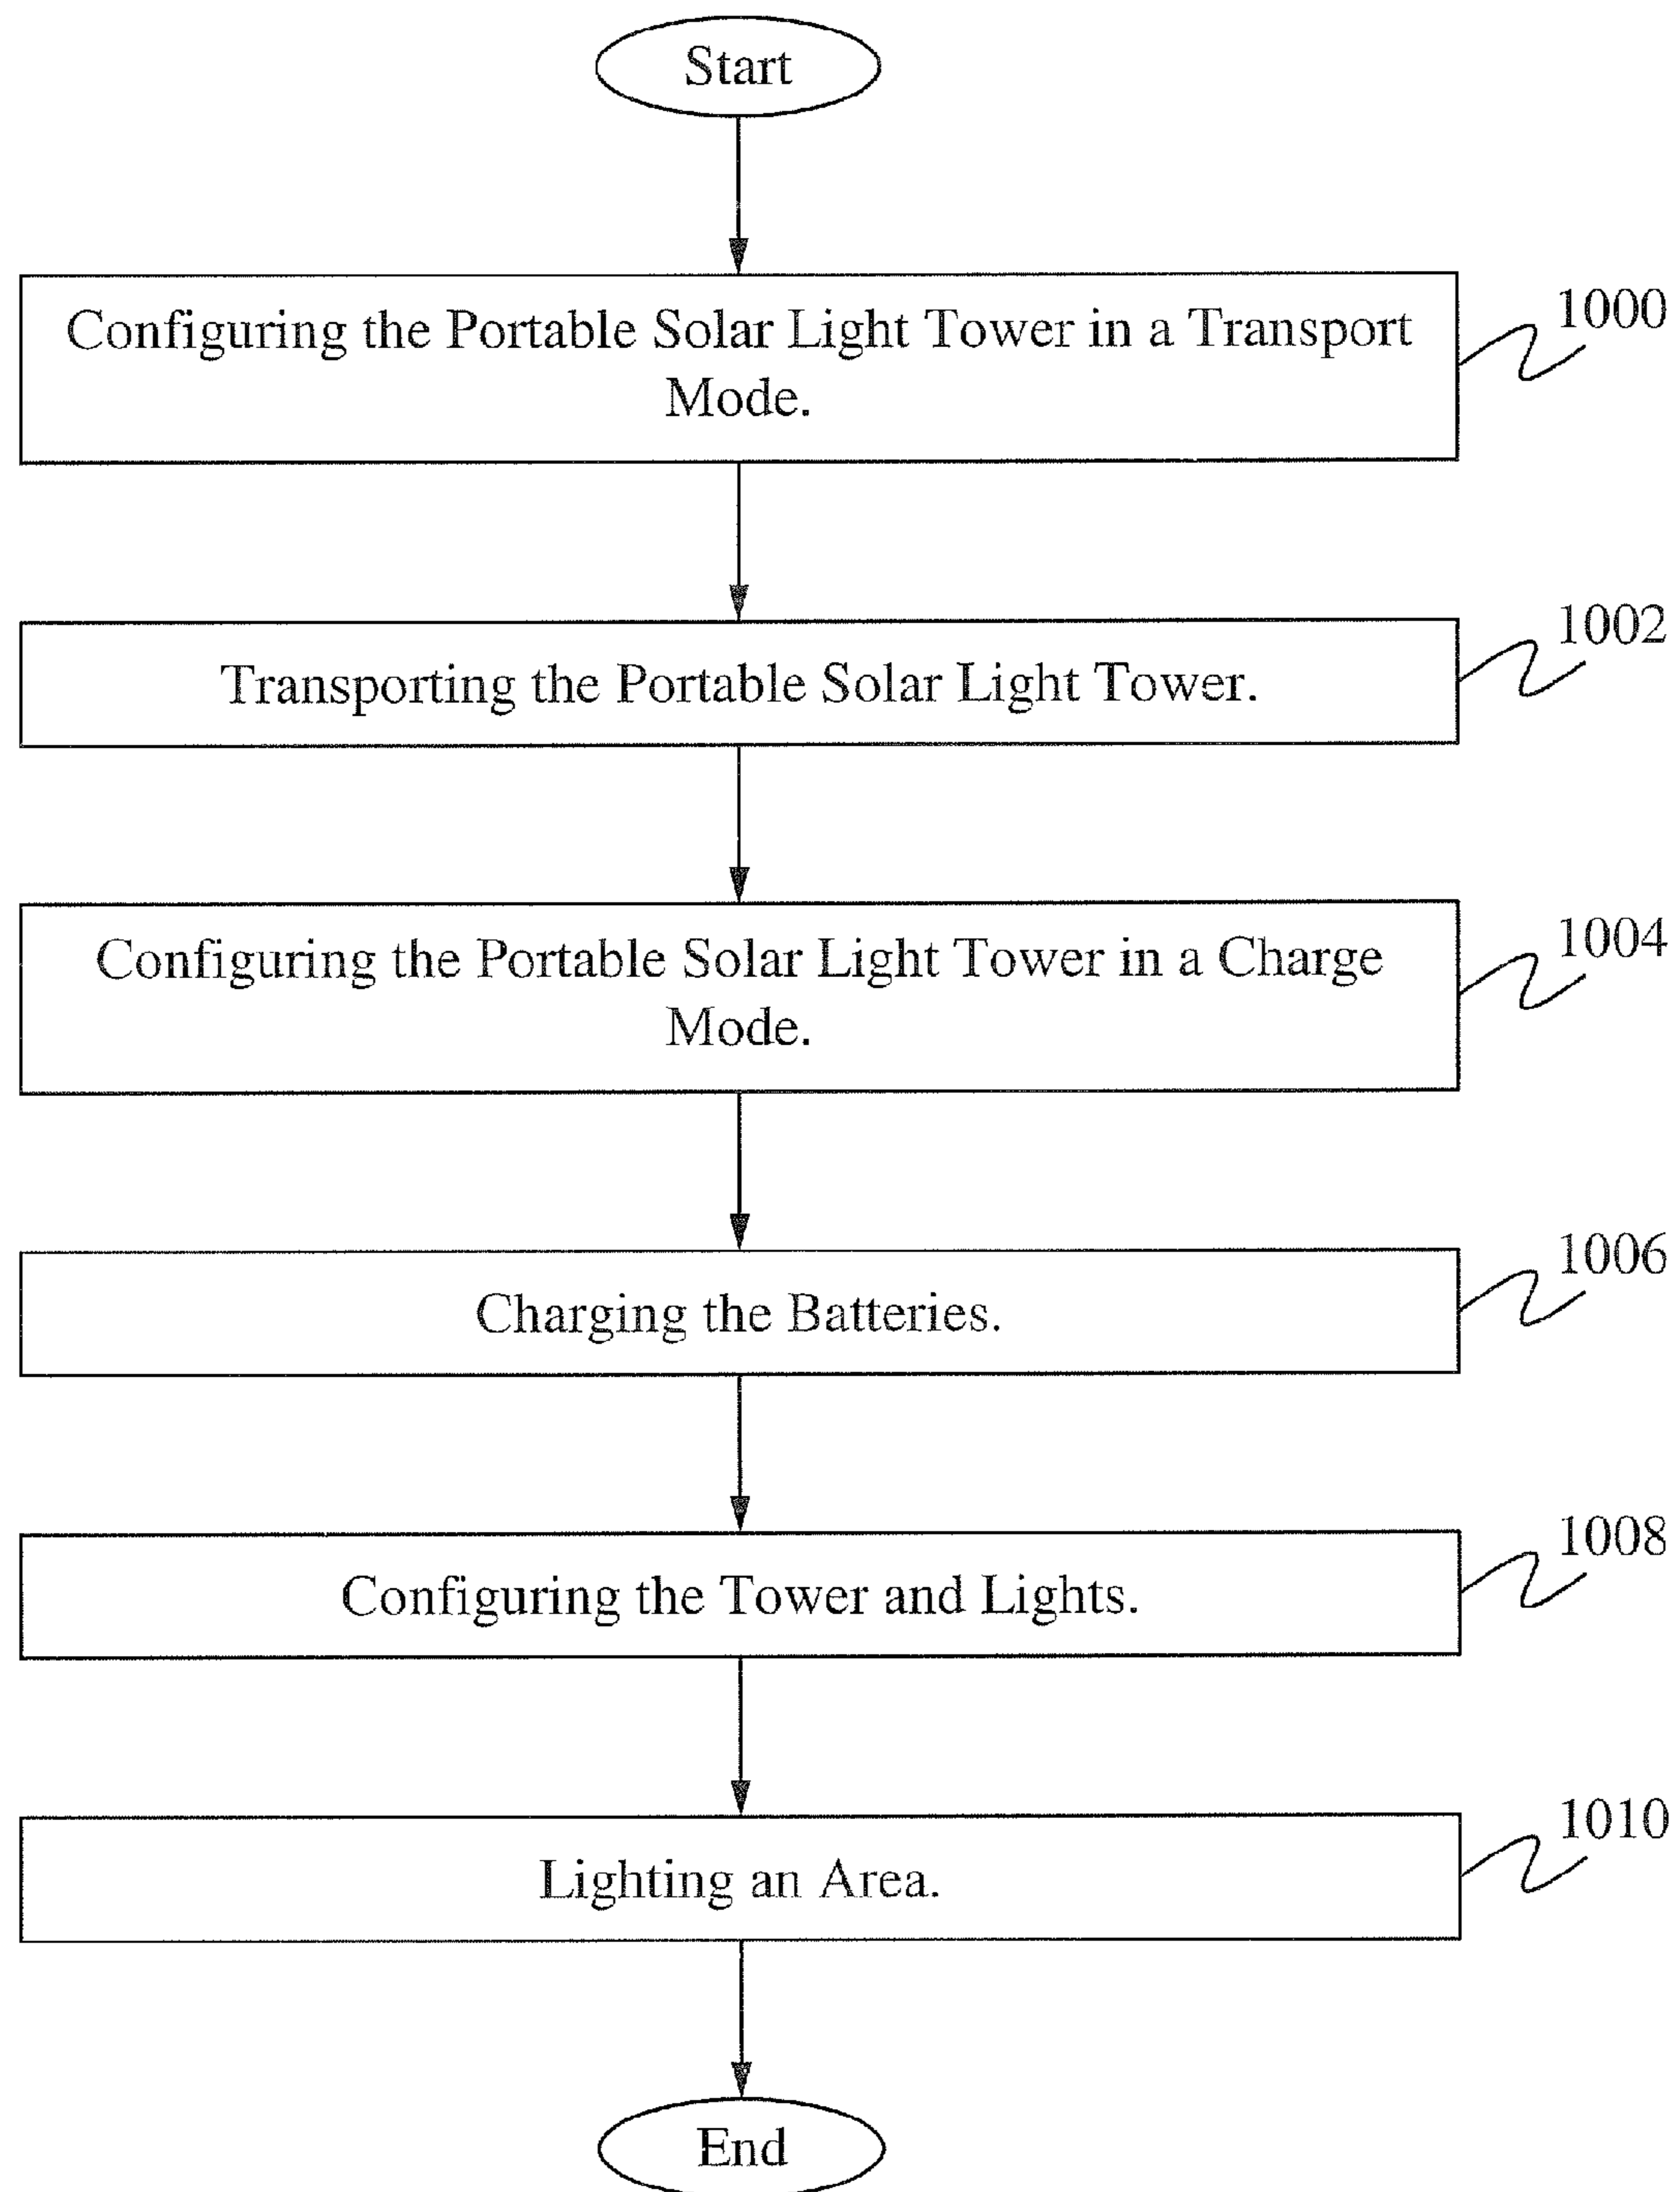 Start
Configuring the Portable Solar Light Tower in a Transport
Mode.
1000
Transporting the Portable Solar Light Tower.
1002
Configuring the Portable Solar Light Tower in a Charge
Mode.
1004
Charging the Batteries.
1006
Configuring the Tower and Lights.
1008
Lighting an Area.
1010
End